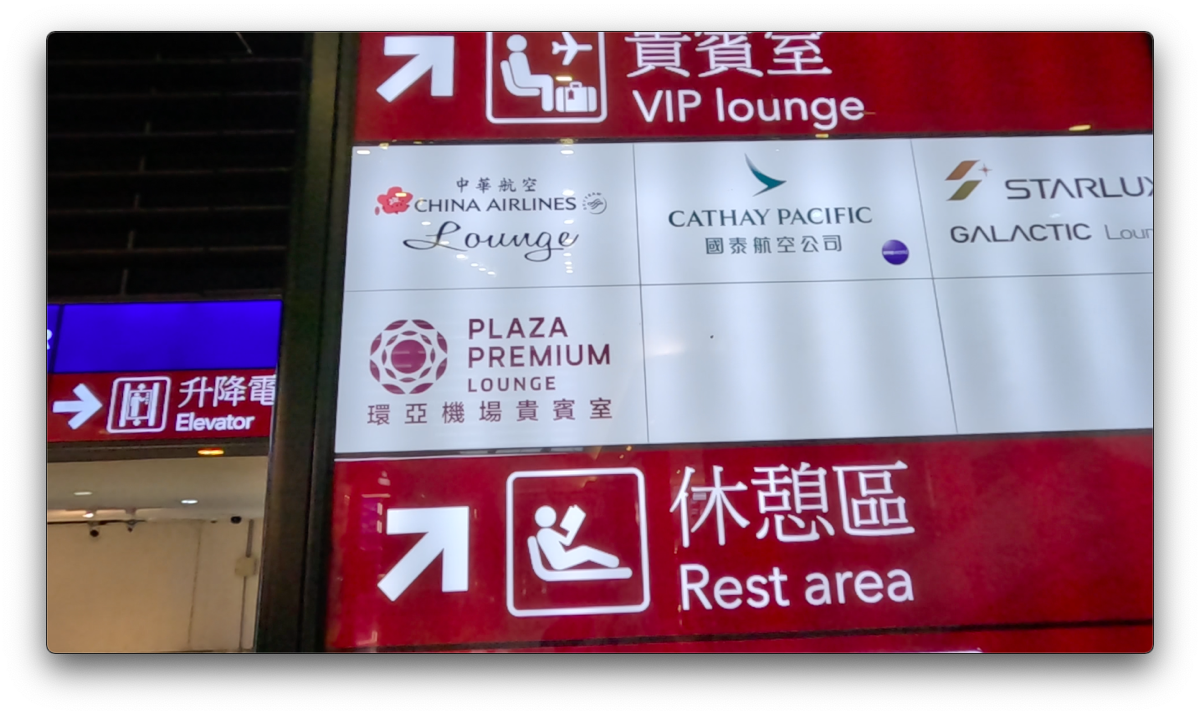 貴賓室
VIP lounge
中華航空
CHINA AIRLINES
Lounge
CATHAY PACIFIC
國泰航空公司
STARLUX
GALACTIC Loun
PLAZA
PREMIUM
LOUNGE
環亞機場貴賓室
升降電
Elevator
休憩區
Rest area